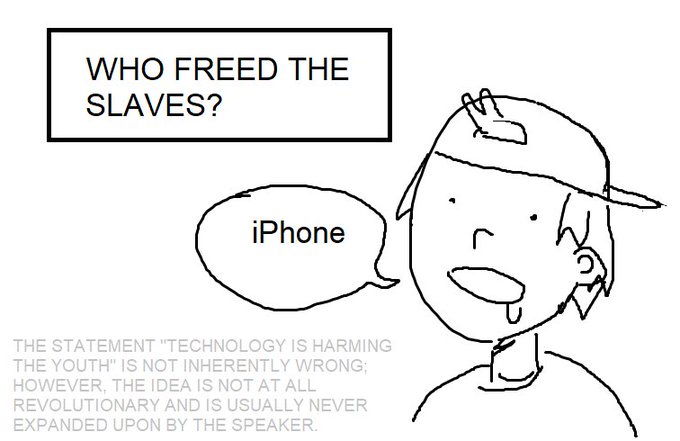 WHO FREED THE
SLAVES?
iPhone
THE STATEMENT "TECHNOLOGY IS HARMING
THE YOUTH" IS NOT INHERENTLY WRONG;
HOWEVER, THE IDEA IS NOT AT ALL
REVOLUTIONARY AND IS USUALLY NEVER
EXPANDED UPON BY THE SPEAKER.